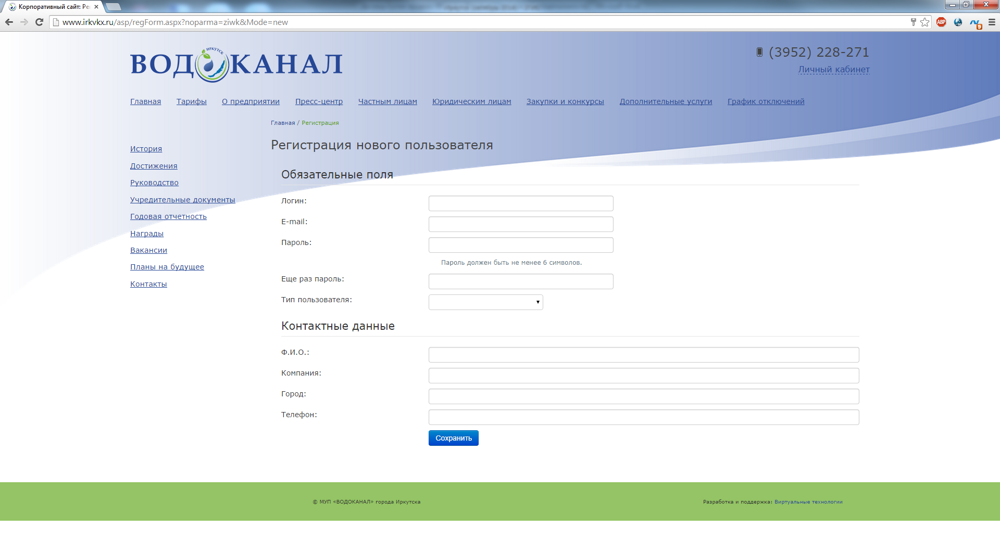 Корпоративный сайт: Рег
www.irkvkx.ru/asp/regForm.aspx?noparma=ziwk&Mode=new
ABP
9
ВОДОКАНАЛ
ИРКУТСК
(3952) 228-271
Личный кабинет
Главная Тарифы О предприятии Пресс-центр Частным лицам Юридическим лицам Закупки и конкурсы Дополнительные услуги График отключений
Главная / Регистрация
История
Достижения
Руководство
Учредительные документы
Годовая отчетность
Награды
Вакансии
Планы на будущее
Контакты
Регистрация нового пользователя
Обязательные поля
Логин:
E-mail:
Пароль:
Пароль должен быть не менее 6 символов.
Еще раз пароль:
Тип пользователя:
Контактные данные
Ф.И.О.:
Компания:
Город:
Телефон:
Сохранить
© МУП «ВОДОКАНАЛ» города Иркутска
Разработка и поддержка: Виртуальные технологии